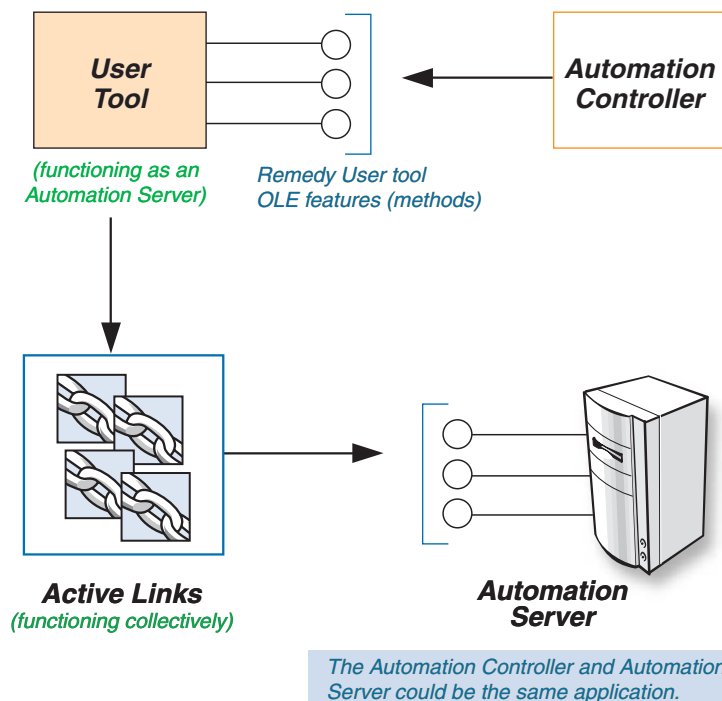 User
Tool
Automation
Controller
(functioning as an
Automation Server)
Remedy User tool
OLE features (methods)
Active Links
(functioning collectively)
Automation
Server
The Automation Controller and Automation
Server could be the same application.